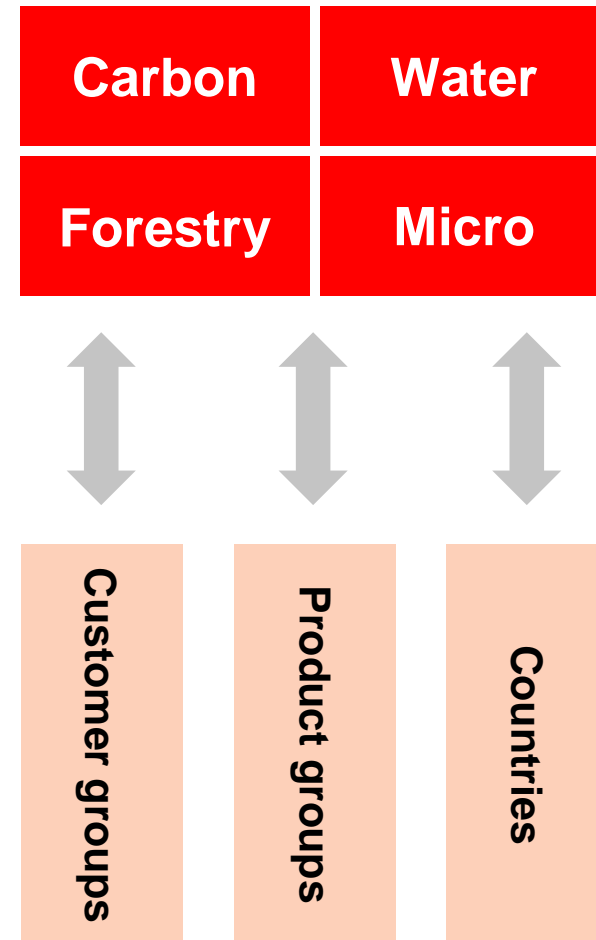 Carbon
Water
Forestry
Micro
Customer groups
Product groups
Countries